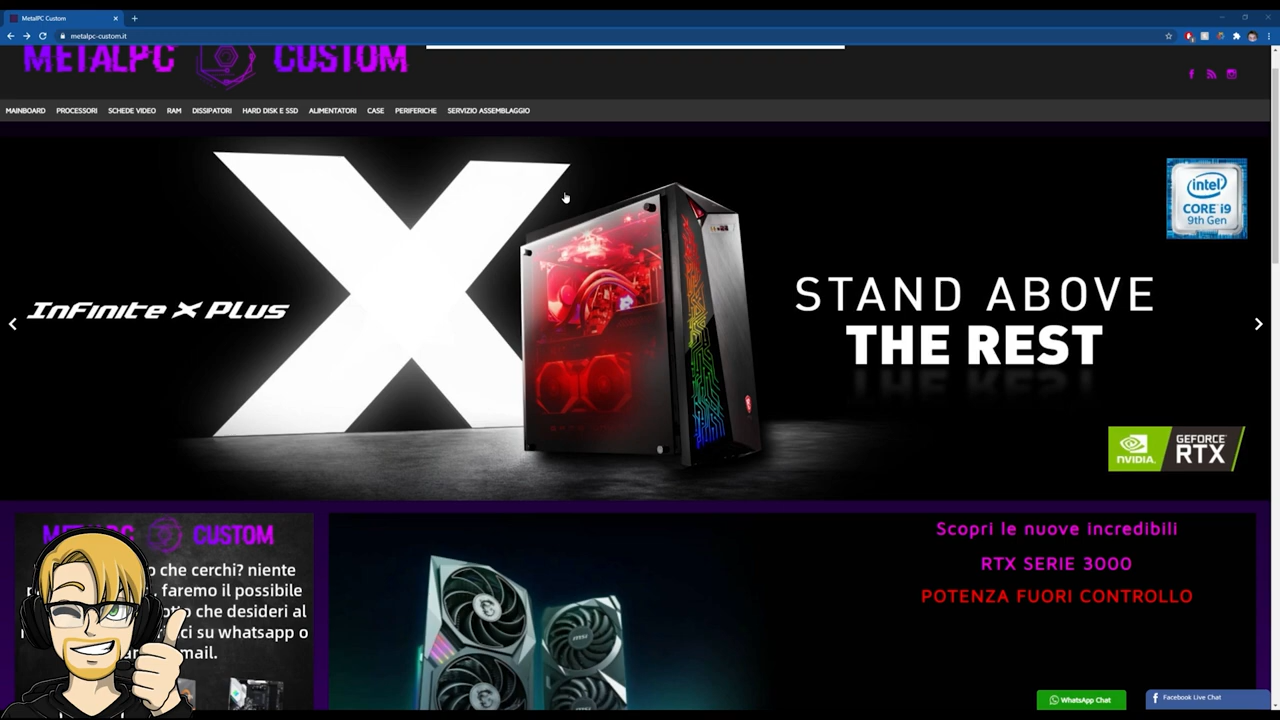 MetalPC Custom
metalpc-custom.it
METALPC CUSTOM
MAINBOARD PROCESSORI SCHEDE VIDEO RAM DISSIPATORI HARD DISK E SSD ALIMENTATORI CASE PERIFERICHE SERVIZIO ASSEMBLAGGIO
intel
CORE i9
9th Gen
Infinite X Plus
STAND ABOVE
THE REST
NVIDIA.
GEFORCE
RTX
CUSTOM
che cerchi? niente
faremo il possibile
che desideri al
su whatsapp o
mail.
Scopri le nuove incredibili
RTX SERIE 3000
POTENZA FUORI CONTROLLO
WhatsApp Chat
Facebook Live Chat